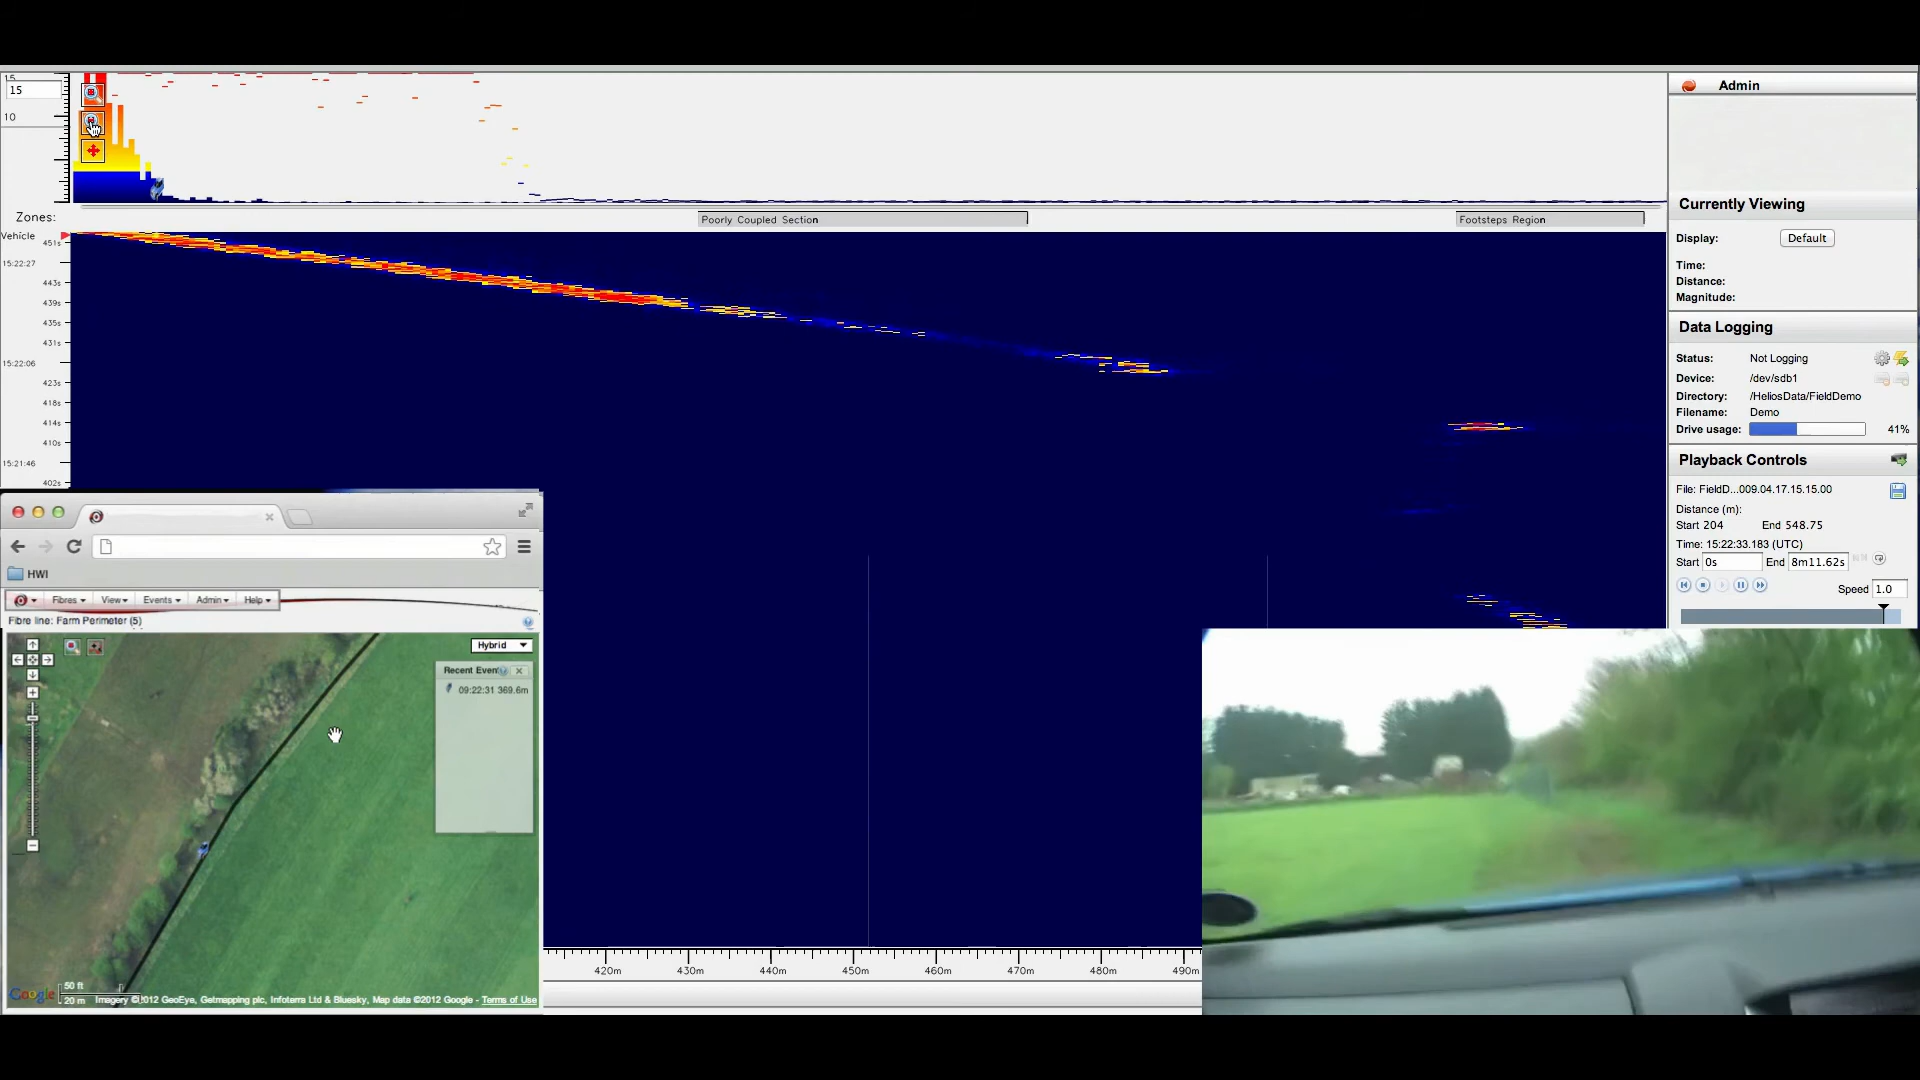 15
15
10
Zones:
Poorly Coupled Section
Footsteps Region
Vehicle
451s
15:22:27
443s
439s
435s
431s
15:22:06
423s
418s
414s
410s
15:21:46
402s
Admin
Currently Viewing
Display:
Default
Time:
Distance:
Magnitude:
Data Logging
Status: Not Logging
Device: /dev/sdb1
Directory: /HeliosData/FieldDemo
Filename: Demo
Drive usage: 41%
Playback Controls
File: FieldD...009.04.17.15.15.00
Distance (m):
Start 204 End 548.75
Time: 15:22:33.183 (UTC)
Start 0s End 8m11.62s
Speed 1.0
HWI
Fibres View Events Admin Help
Fibre line: Farm Perimeter (5)
Hybrid
Recent Even
09:22:31 369.6m
50 ft
20 m
Google
Imagery ©2012 GeoEye, Getmapping plc, Infoterra Ltd & Bluesky, Map data ©2012 Google - Terms of Use
420m 430m 440m 450m 460m 470m 480m 490m